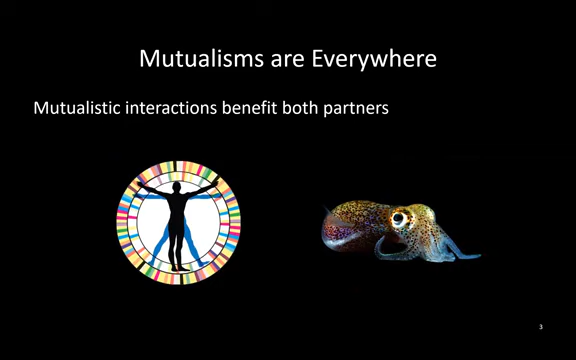 Mutualisms are Everywhere
Mutualistic interactions benefit both partners
3